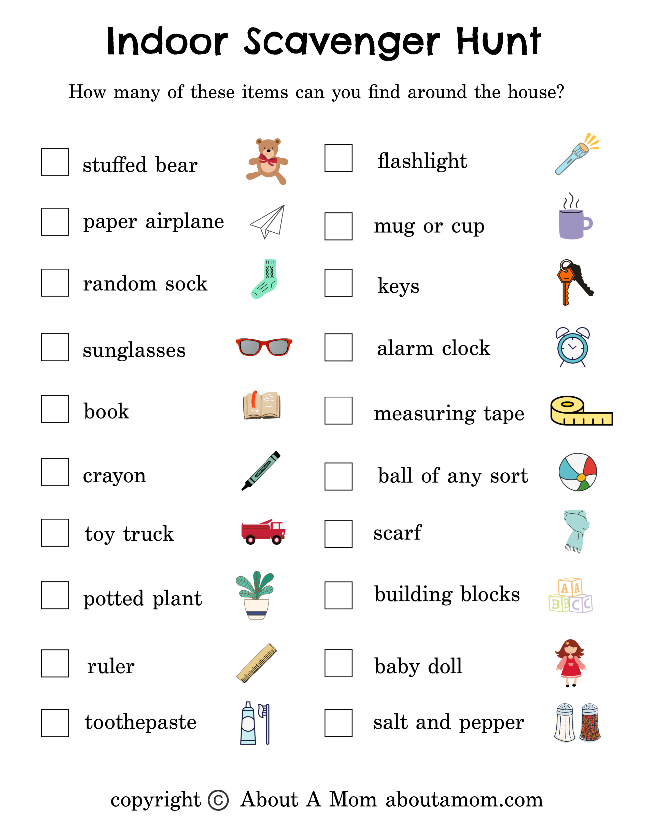 Indoor Scavenger Hunt
How many of these items can you find around the house?
stuffed bear
paper airplane
random sock
sunglasses
book
crayon
toy truck
potted plant
ruler
toothepaste
flashlight
mug or cup
keys
alarm clock
measuring tape
ball of any sort
scarf
building blocks
A A
B C C
baby doll
salt and pepper
copyright © About A Mom aboutamom.com